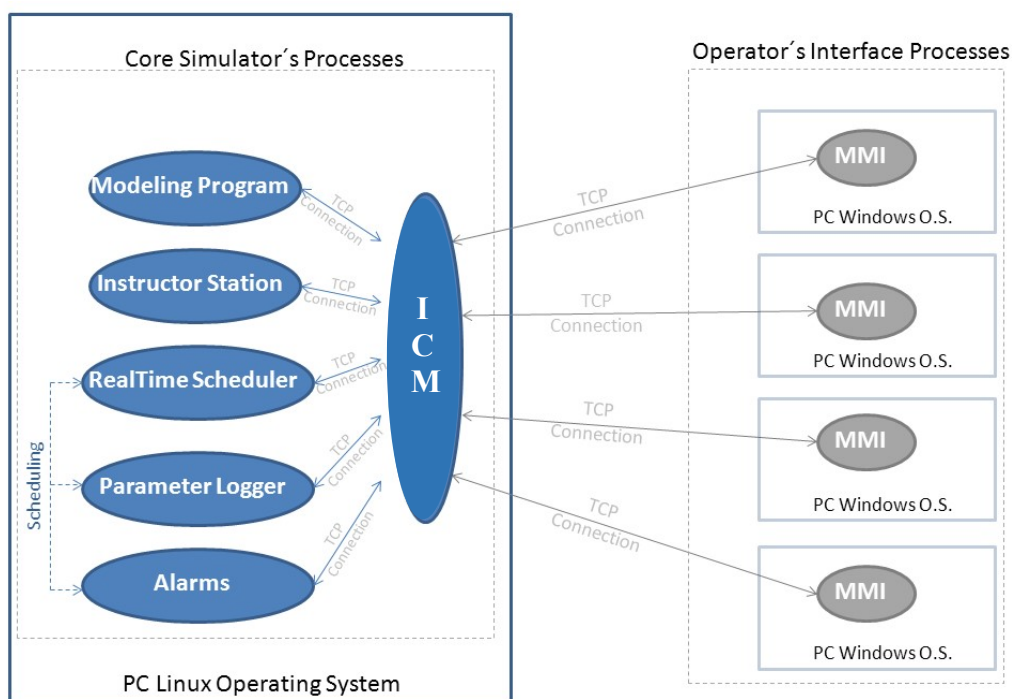 Core Simulator´s Processes
Modeling Program
Instructor Station
RealTime Scheduler
Parameter Logger
Alarms
Scheduling
TCP
Connection
TCP
Connection
TCP
Connection
TCP
Connection
TCP
Connection
I
C
M
PC Linux Operating System
TCP
Connection
TCP
Connection
TCP
Connection
TCP
Connection
Operator´s Interface Processes
MMI
PC Windows O.S.
MMI
PC Windows O.S.
MMI
PC Windows O.S.
MMI
PC Windows O.S.